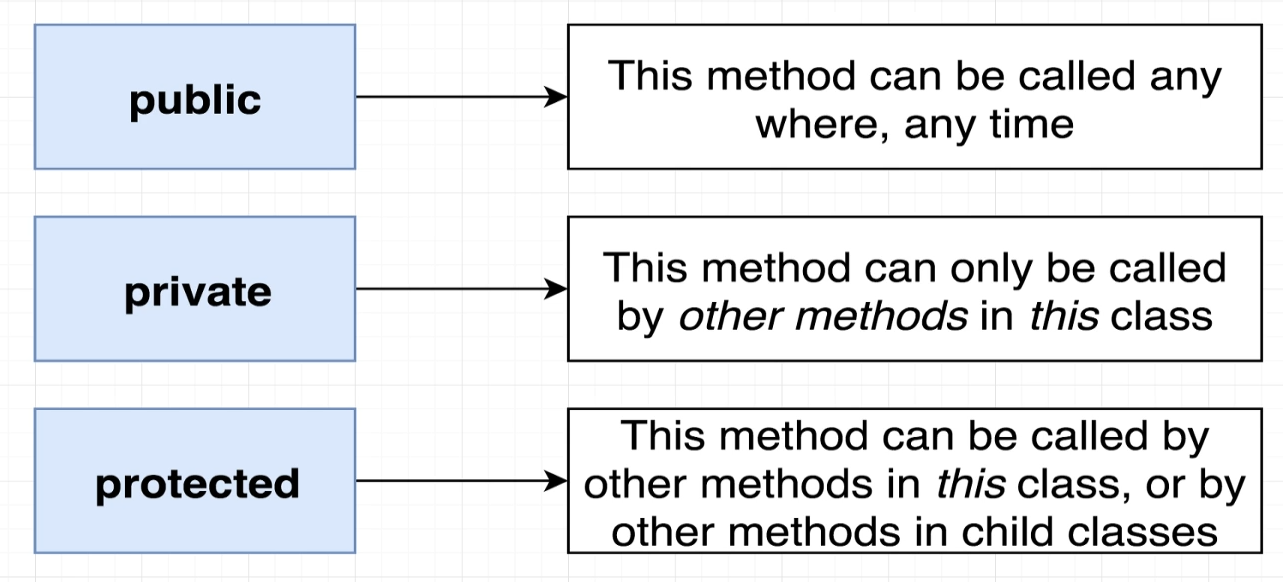 public
This method can be called any
where, any time
private
This method can only be called
by other methods in this class
protected
This method can be called by
other methods in this class, or by
other methods in child classes